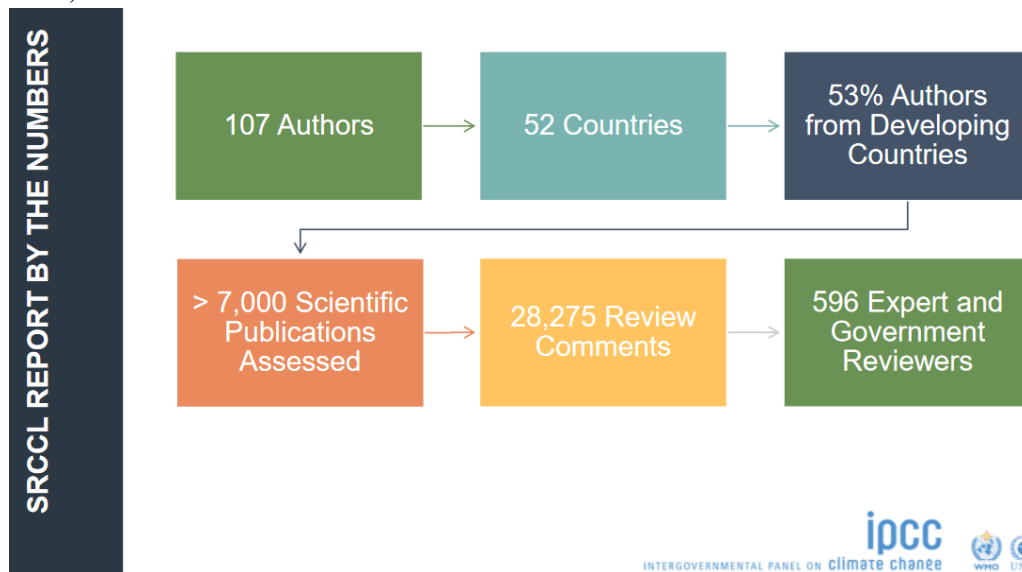 SRCCL REPORT BY THE NUMBERS
107 Authors
52 Countries
53% Authors
from Developing
Countries
> 7,000 Scientific
Publications
Assessed
28,275 Review
Comments
596 Expert and
Government
Reviewers
ipcc
INTERGOVERNMENTAL PANEL ON climate change
WMO